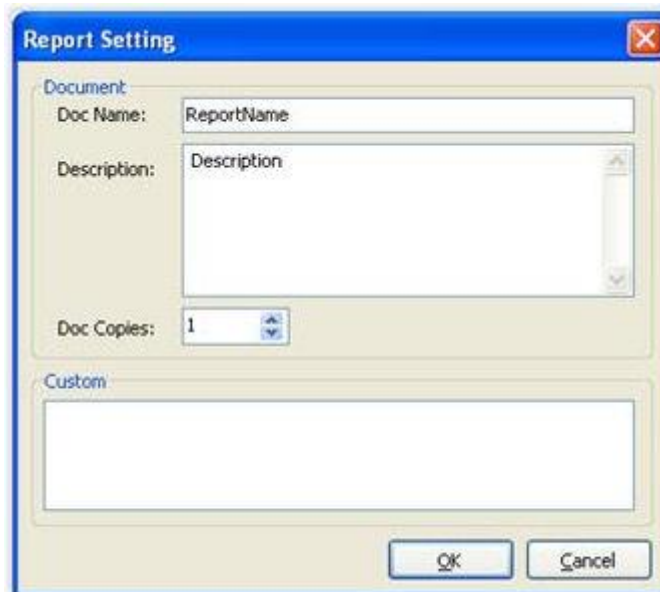 Report Setting
Document
Doc Name: ReportName
Description: Description
Doc Copies: 1
Custom
OK Cancel